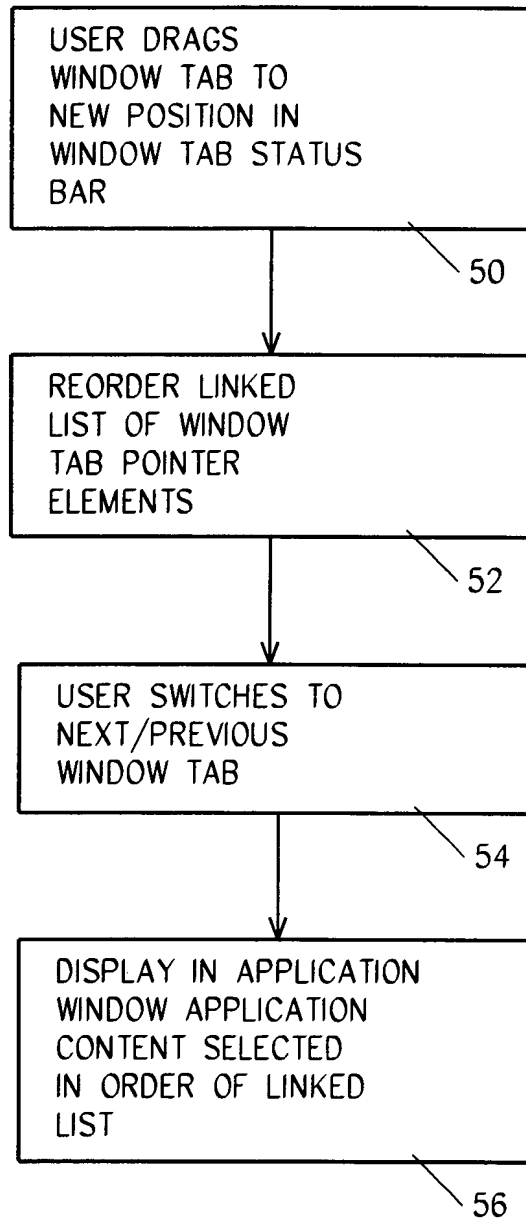 USER DRAGS
WINDOW TAB TO
NEW POSITION IN
WINDOW TAB STATUS
BAR
50
REORDER LINKED
LIST OF WINDOW
TAB POINTER
ELEMENTS
52
USER SWITCHES TO
NEXT/PREVIOUS
WINDOW TAB
54
DISPLAY IN APPLICATION
WINDOW APPLICATION
CONTENT SELECTED
IN ORDER OF LINKED
LIST
56